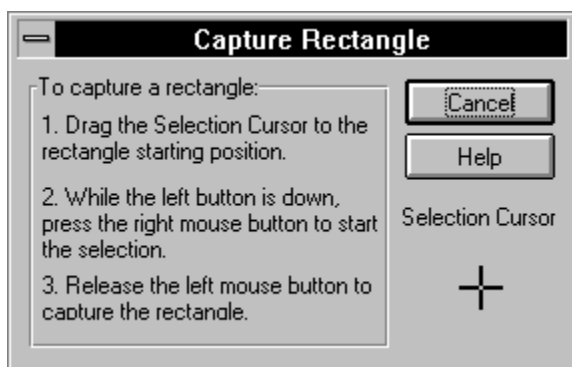 Capture Rectangle
To capture a rectangle:
1. Drag the Selection Cursor to the
rectangle starting position.
2. While the left button is down,
press the right mouse button to start
the selection.
3. Release the left mouse button to
capture the rectangle.
Cancel
Help
Selection Cursor